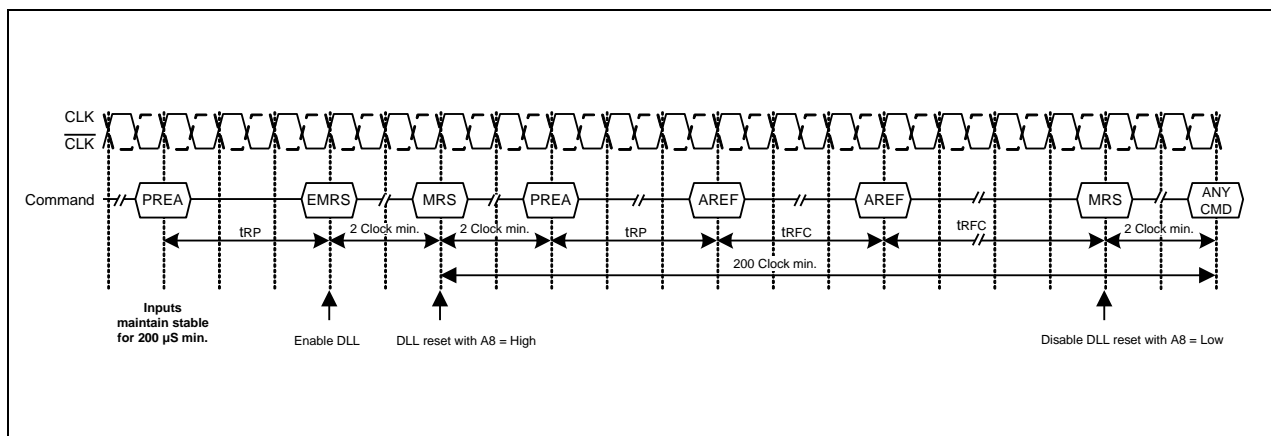 CLK
CLK
Command
PREA
EMRS
MRS
PREA
AREF
AREF
MRS
ANY
CMD
tRP
2 Clock min.
2 Clock min.
tRP
tRFC
tRFC
2 Clock min.
200 Clock min.
Inputs
maintain stable
for 200 µS min.
Enable DLL
DLL reset with A8 = High
Disable DLL reset with A8 = Low